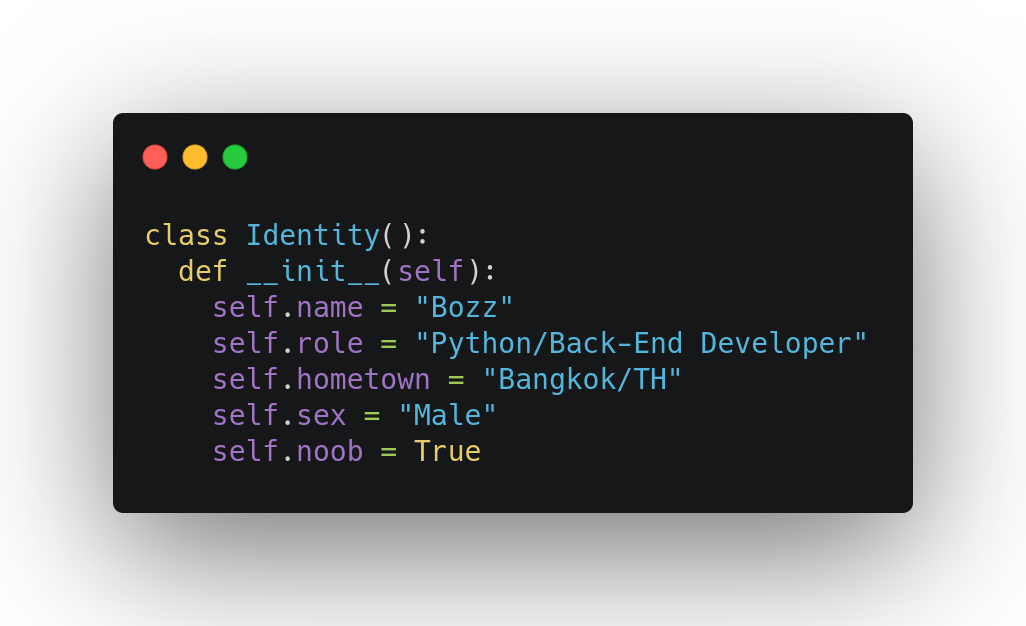 class Identity():
  def __init__(self):
    self.name = "Bozz"
    self.role = "Python/Back-End Developer"
    self.hometown = "Bangkok/TH"
    self.sex = "Male"
    self.noob = True